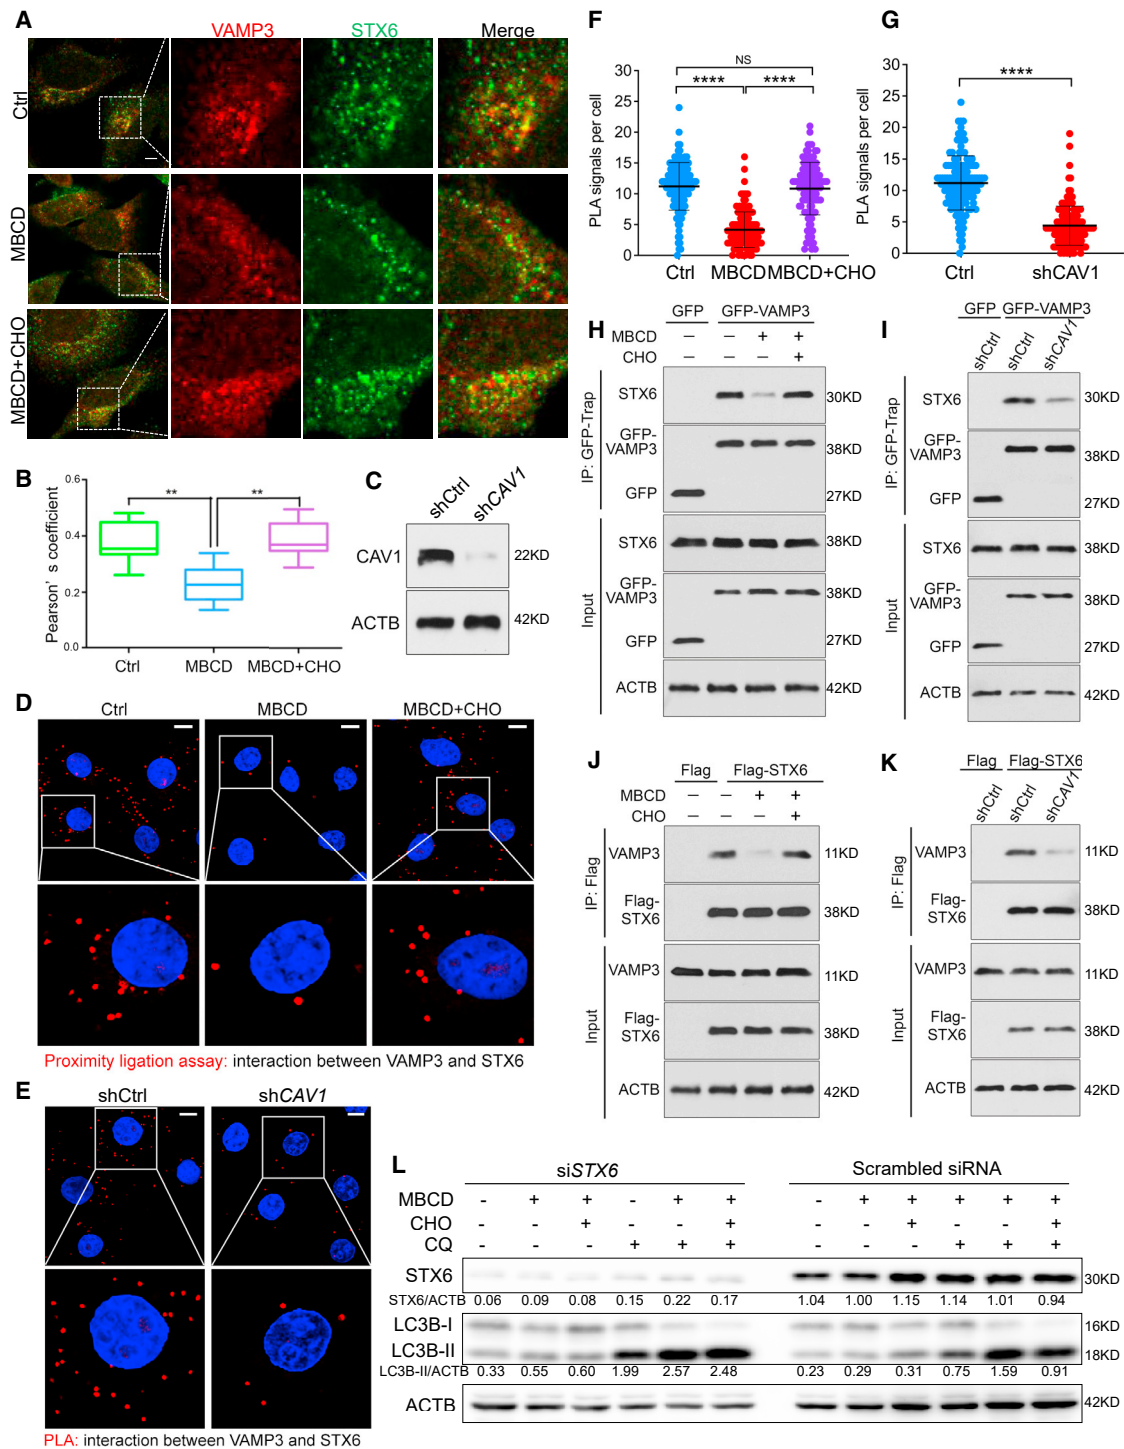 A
VAMP3 STX6 Merge
Ctrl
MBCD
MBCD+CHO
B
Pearson's coefficient
0.6
0.4
0.2
0.0
** **
Ctrl MBCD MBCD+CHO
C
shCtrl shCAV1
CAV1 22KD
ACTB 42KD
D
Ctrl MBCD MBCD+CHO
Proximity ligation assay: interaction between VAMP3 and STX6
E
shCtrl shCAV1
PLA: interaction between VAMP3 and STX6
F
PLA signals per cell
30
25
20
15
10
5
0
NS
**** ****
Ctrl MBCD MBCD+CHO
G
PLA signals per cell
30
25
20
15
10
5
0
****
Ctrl shCAV1
H
GFP GFP-VAMP3
MBCD − − + +
CHO − − − +
IP: GFP-Trap
STX6 30KD
GFP-VAMP3 38KD
GFP 27KD
Input
STX6 38KD
GFP-VAMP3 38KD
GFP 27KD
ACTB 42KD
I
GFP GFP-VAMP3
shCtrl shCtrl shCAV1
IP: GFP-Trap
STX6 30KD
GFP-VAMP3 38KD
GFP 27KD
Input
STX6 38KD
GFP-VAMP3 38KD
GFP 27KD
ACTB 42KD
J
Flag Flag-STX6
MBCD − − + +
CHO − − − +
IP: Flag
VAMP3 11KD
Flag-STX6 38KD
Input
VAMP3 11KD
Flag-STX6 38KD
ACTB 42KD
K
Flag Flag-STX6
shCtrl shCtrl shCAV1
IP: Flag
VAMP3 11KD
Flag-STX6 38KD
Input
VAMP3 11KD
Flag-STX6 38KD
ACTB 42KD
L
siSTX6 Scrambled siRNA
MBCD - + + - + + - + + + + +
CHO - - + - - + - - + - - +
CQ - - - + + + - - - + + +
STX6 30KD
STX6/ACTB 0.06 0.09 0.08 0.15 0.22 0.17 1.04 1.00 1.15 1.14 1.01 0.94
LC3B-I 16KD
LC3B-II 18KD
LC3B-II/ACTB 0.33 0.55 0.60 1.99 2.57 2.48 0.23 0.29 0.31 0.75 1.59 0.91
ACTB 42KD